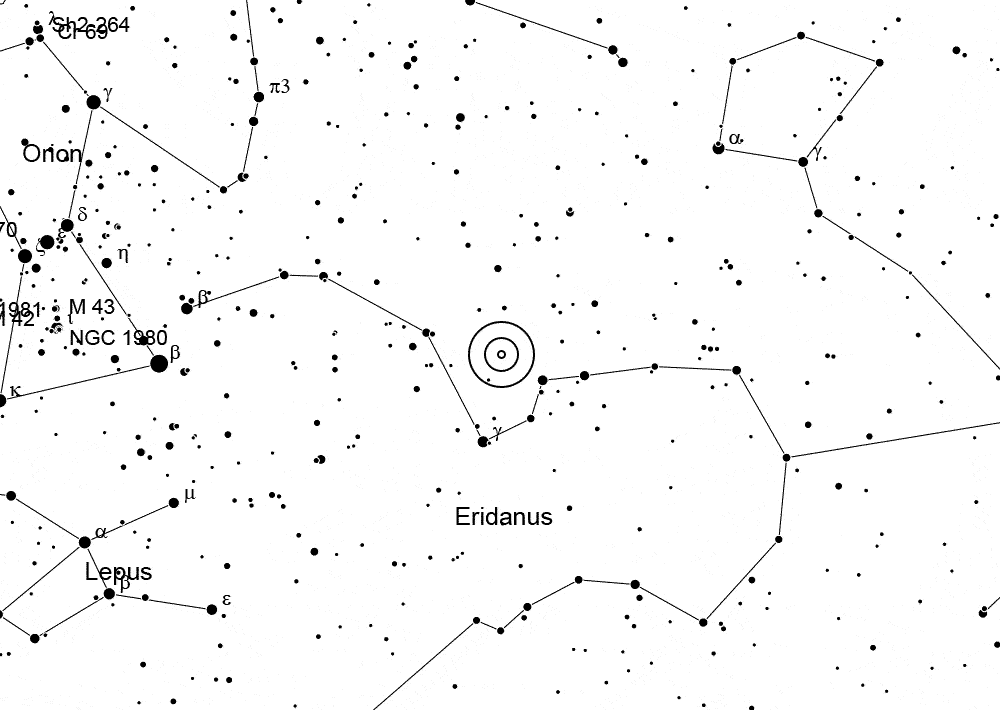 λ
Sh2-264
Cr 69
π3
γ
α
γ
Orion
δ
70
ε
ζ
η
β
1981
M 43
ι
M 42
NGC 1980
β
κ
γ
μ
Eridanus
α
Lepus
β
ε